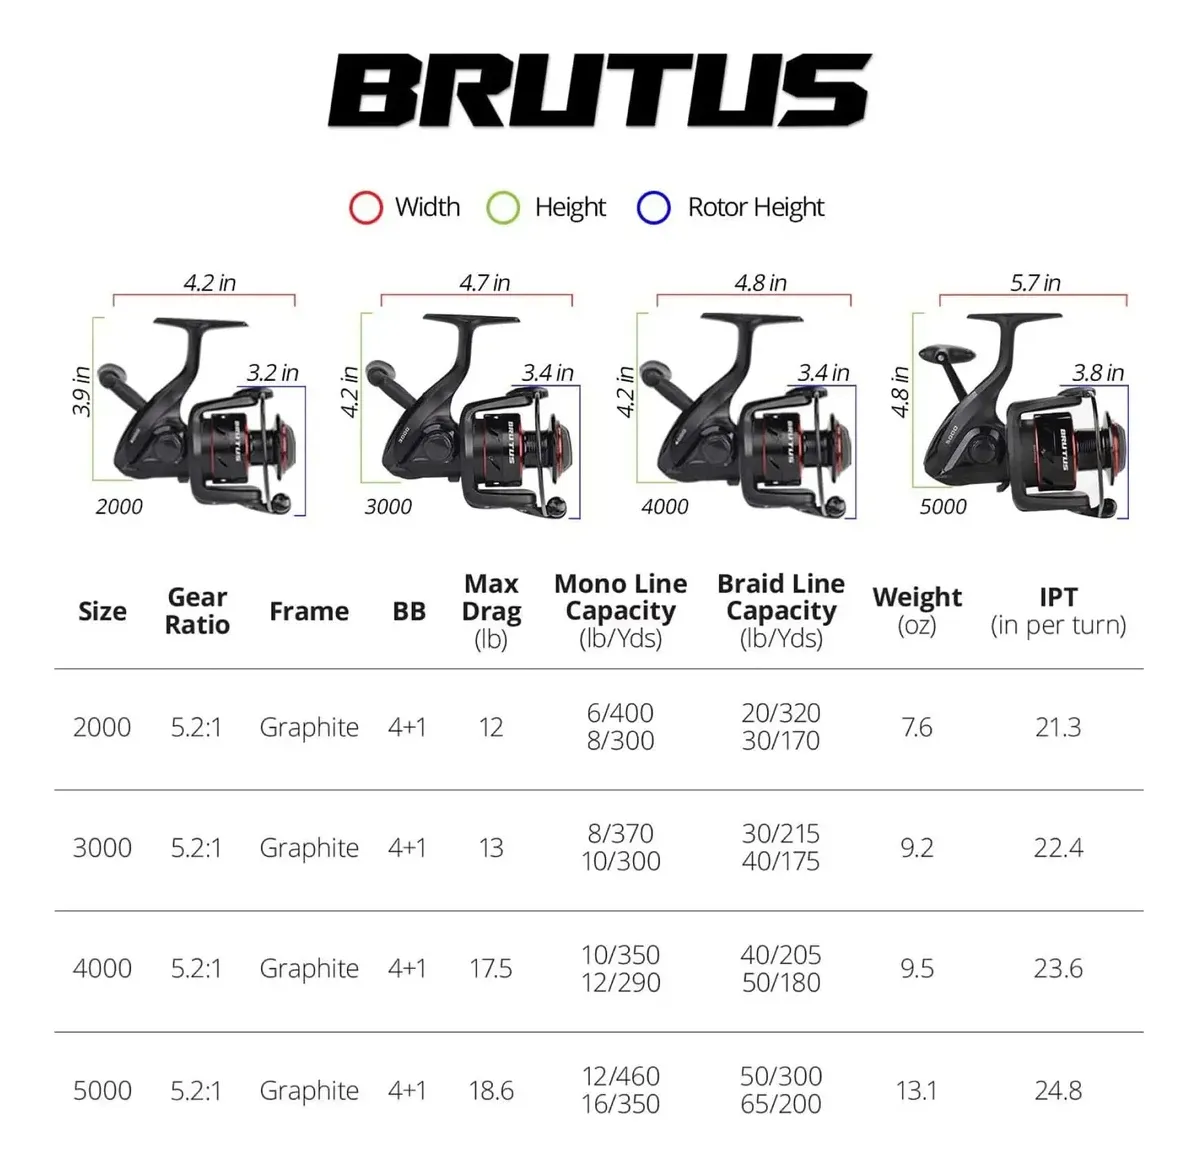 BRUTUS
Width Height Rotor Height
4.2 in 4.7 in 4.8 in 5.7 in
3.9 in 3.2 in 4.2 in 3.4 in 4.2 in 3.4 in 4.8 in 3.8 in
BRUTUS 3000 BRUTUS 4000 BRUTUS 5000 BRUTUS
2000 3000 4000 5000
Size Gear Ratio Frame BB Max Drag (lb) Mono Line Capacity (lb/Yds) Braid Line Capacity (lb/Yds) Weight (oz) IPT (in per turn)
2000 5.2:1 Graphite 4+1 12 6/400 8/300 20/320 30/170 7.6 21.3
3000 5.2:1 Graphite 4+1 13 8/370 10/300 30/215 40/175 9.2 22.4
4000 5.2:1 Graphite 4+1 17.5 10/350 12/290 40/205 50/180 9.5 23.6
5000 5.2:1 Graphite 4+1 18.6 12/460 16/350 50/300 65/200 13.1 24.8